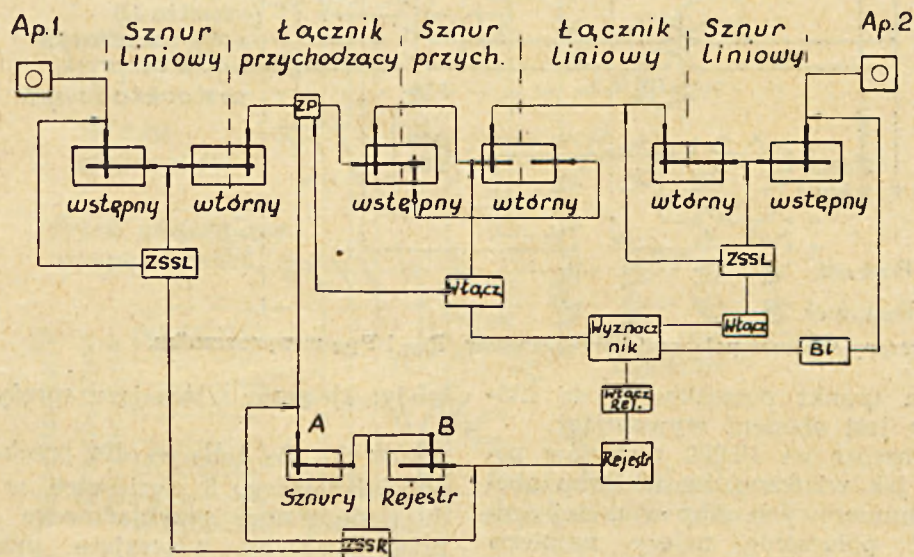 Ap.1.
Sznur liniowy
Łącznik przychodzący
Sznur przych.
Łącznik liniowy
Sznur liniowy
Ap.2
ZP
wstępny
wtórny
wstępny
wtórny
wtórny
wstępny
ZSSL
Włącz
ZSSL
Wyznacz
nik
Włącz
Bl
Włącz
Rej.
A
B
Rejestr
Sznury
Rejestr
ZSSR